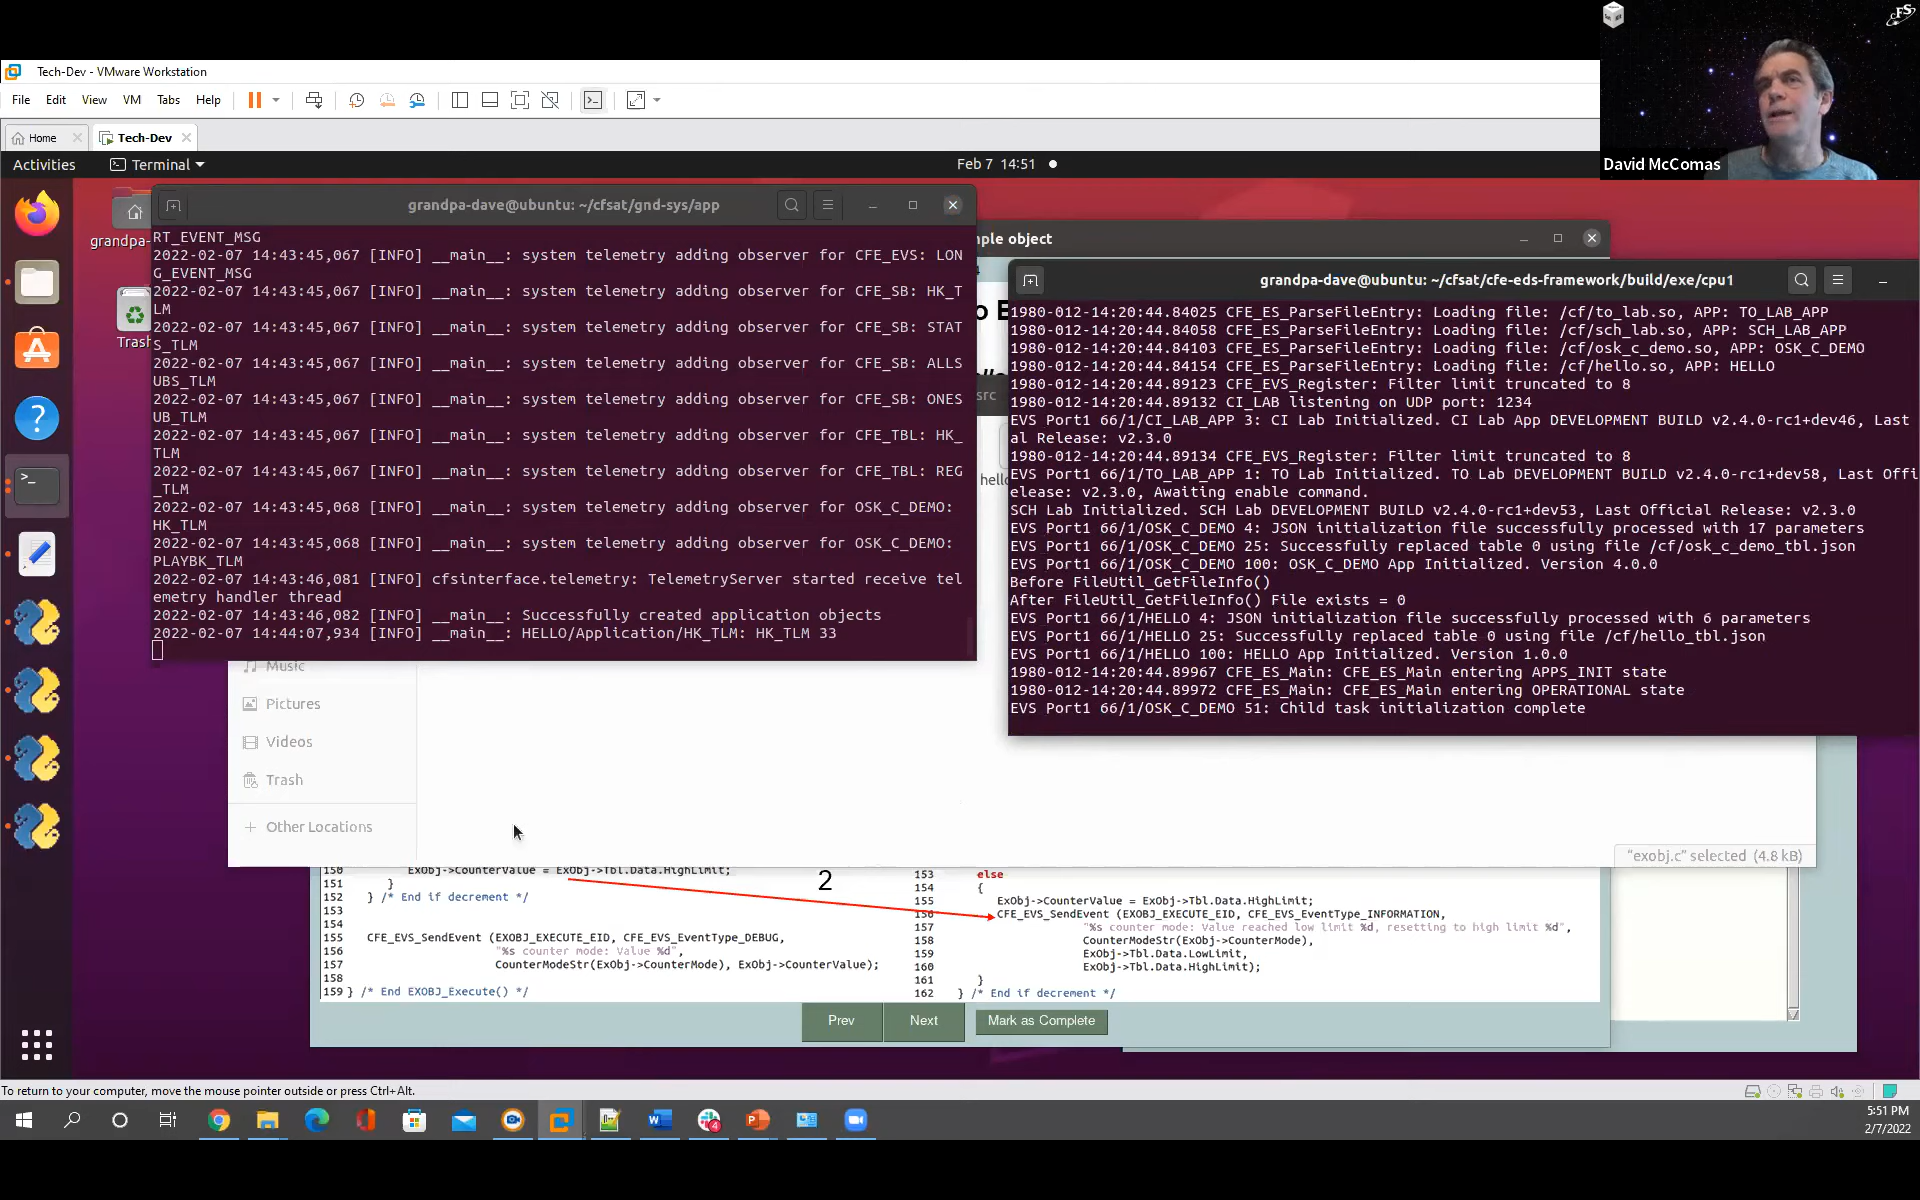 cFS
David McComas
Tech-Dev - VMware Workstation
File Edit View VM Tabs Help
Home Tech-Dev
Activities Terminal Feb 7 14:51
grandpa-
Trash
grandpa-dave@ubuntu: ~/cfsat/gnd-sys/app
RT_EVENT_MSG
2022-02-07 14:43:45,067 [INFO] __main__: system telemetry adding observer for CFE_EVS: LON
G_EVENT_MSG
2022-02-07 14:43:45,067 [INFO] __main__: system telemetry adding observer for CFE_SB: HK_T
LM
2022-02-07 14:43:45,067 [INFO] __main__: system telemetry adding observer for CFE_SB: STAT
S_TLM
2022-02-07 14:43:45,067 [INFO] __main__: system telemetry adding observer for CFE_SB: ALLS
UBS_TLM
2022-02-07 14:43:45,067 [INFO] __main__: system telemetry adding observer for CFE_SB: ONES
UB_TLM
2022-02-07 14:43:45,067 [INFO] __main__: system telemetry adding observer for CFE_TBL: HK_
TLM
2022-02-07 14:43:45,067 [INFO] __main__: system telemetry adding observer for CFE_TBL: REG
_TLM
2022-02-07 14:43:45,068 [INFO] __main__: system telemetry adding observer for OSK_C_DEMO:
HK_TLM
2022-02-07 14:43:45,068 [INFO] __main__: system telemetry adding observer for OSK_C_DEMO:
PLAYBK_TLM
2022-02-07 14:43:46,081 [INFO] cfsinterface.telemetry: TelemetryServer started receive tel
emetry handler thread
2022-02-07 14:43:46,082 [INFO] __main__: Successfully created application objects
2022-02-07 14:44:07,934 [INFO] __main__: HELLO/Application/HK_TLM: HK_TLM 33
mple object
src
hello
grandpa-dave@ubuntu: ~/cfsat/cfe-eds-framework/build/exe/cpu1
1980-012-14:20:44.84025 CFE_ES_ParseFileEntry: Loading file: /cf/to_lab.so, APP: TO_LAB_APP
1980-012-14:20:44.84058 CFE_ES_ParseFileEntry: Loading file: /cf/sch_lab.so, APP: SCH_LAB_APP
1980-012-14:20:44.84103 CFE_ES_ParseFileEntry: Loading file: /cf/osk_c_demo.so, APP: OSK_C_DEMO
1980-012-14:20:44.84154 CFE_ES_ParseFileEntry: Loading file: /cf/hello.so, APP: HELLO
1980-012-14:20:44.89123 CFE_EVS_Register: Filter limit truncated to 8
1980-012-14:20:44.89132 CI_LAB listening on UDP port: 1234
EVS Port1 66/1/CI_LAB_APP 3: CI Lab Initialized. CI Lab App DEVELOPMENT BUILD v2.4.0-rc1+dev46, Last
al Release: v2.3.0
1980-012-14:20:44.89134 CFE_EVS_Register: Filter limit truncated to 8
EVS Port1 66/1/TO_LAB_APP 1: TO Lab Initialized. TO Lab DEVELOPMENT BUILD v2.4.0-rc1+dev58, Last Offi
elease: v2.3.0, Awaiting enable command.
SCH Lab Initialized. SCH Lab DEVELOPMENT BUILD v2.4.0-rc1+dev53, Last Official Release: v2.3.0
EVS Port1 66/1/OSK_C_DEMO 4: JSON initialization file successfully processed with 17 parameters
EVS Port1 66/1/OSK_C_DEMO 25: Successfully replaced table 0 using file /cf/osk_c_demo_tbl.json
EVS Port1 66/1/OSK_C_DEMO 100: OSK_C_DEMO App Initialized. Version 4.0.0
Before FileUtil_GetFileInfo()
After FileUtil_GetFileInfo() File exists = 0
EVS Port1 66/1/HELLO 4: JSON initialization file successfully processed with 6 parameters
EVS Port1 66/1/HELLO 25: Successfully replaced table 0 using file /cf/hello_tbl.json
EVS Port1 66/1/HELLO 100: HELLO App Initialized. Version 1.0.0
1980-012-14:20:44.89967 CFE_ES_Main: CFE_ES_Main entering APPS_INIT state
1980-012-14:20:44.89972 CFE_ES_Main: CFE_ES_Main entering OPERATIONAL state
EVS Port1 66/1/OSK_C_DEMO 51: Child task initialization complete
Music
Pictures
Videos
Trash
+ Other Locations
"exobj.c" selected (4.8 kB)
150 ExObj->CounterValue = ExObj->Tbl.Data.HighLimit;
151 }
152 } /* End if decrement */
153
154
155 CFE_EVS_SendEvent (EXOBJ_EXECUTE_EID, CFE_EVS_EventType_DEBUG,
156 "%s counter mode: Value %d",
157 CounterModeStr(ExObj->CounterMode), ExObj->CounterValue);
158
159 } /* End EXOBJ_Execute() */
2
153 else
154 {
155 ExObj->CounterValue = ExObj->Tbl.Data.HighLimit;
156 CFE_EVS_SendEvent (EXOBJ_EXECUTE_EID, CFE_EVS_EventType_INFORMATION,
157 "%s counter mode: Value reached low limit %d, resetting to high limit %d",
158 CounterModeStr(ExObj->CounterMode),
159 ExObj->Tbl.Data.LowLimit,
160 ExObj->Tbl.Data.HighLimit);
161 }
162 } /* End if decrement */
Prev Next Mark as Complete
To return to your computer, move the mouse pointer outside or press Ctrl+Alt.
5:51 PM
2/7/2022